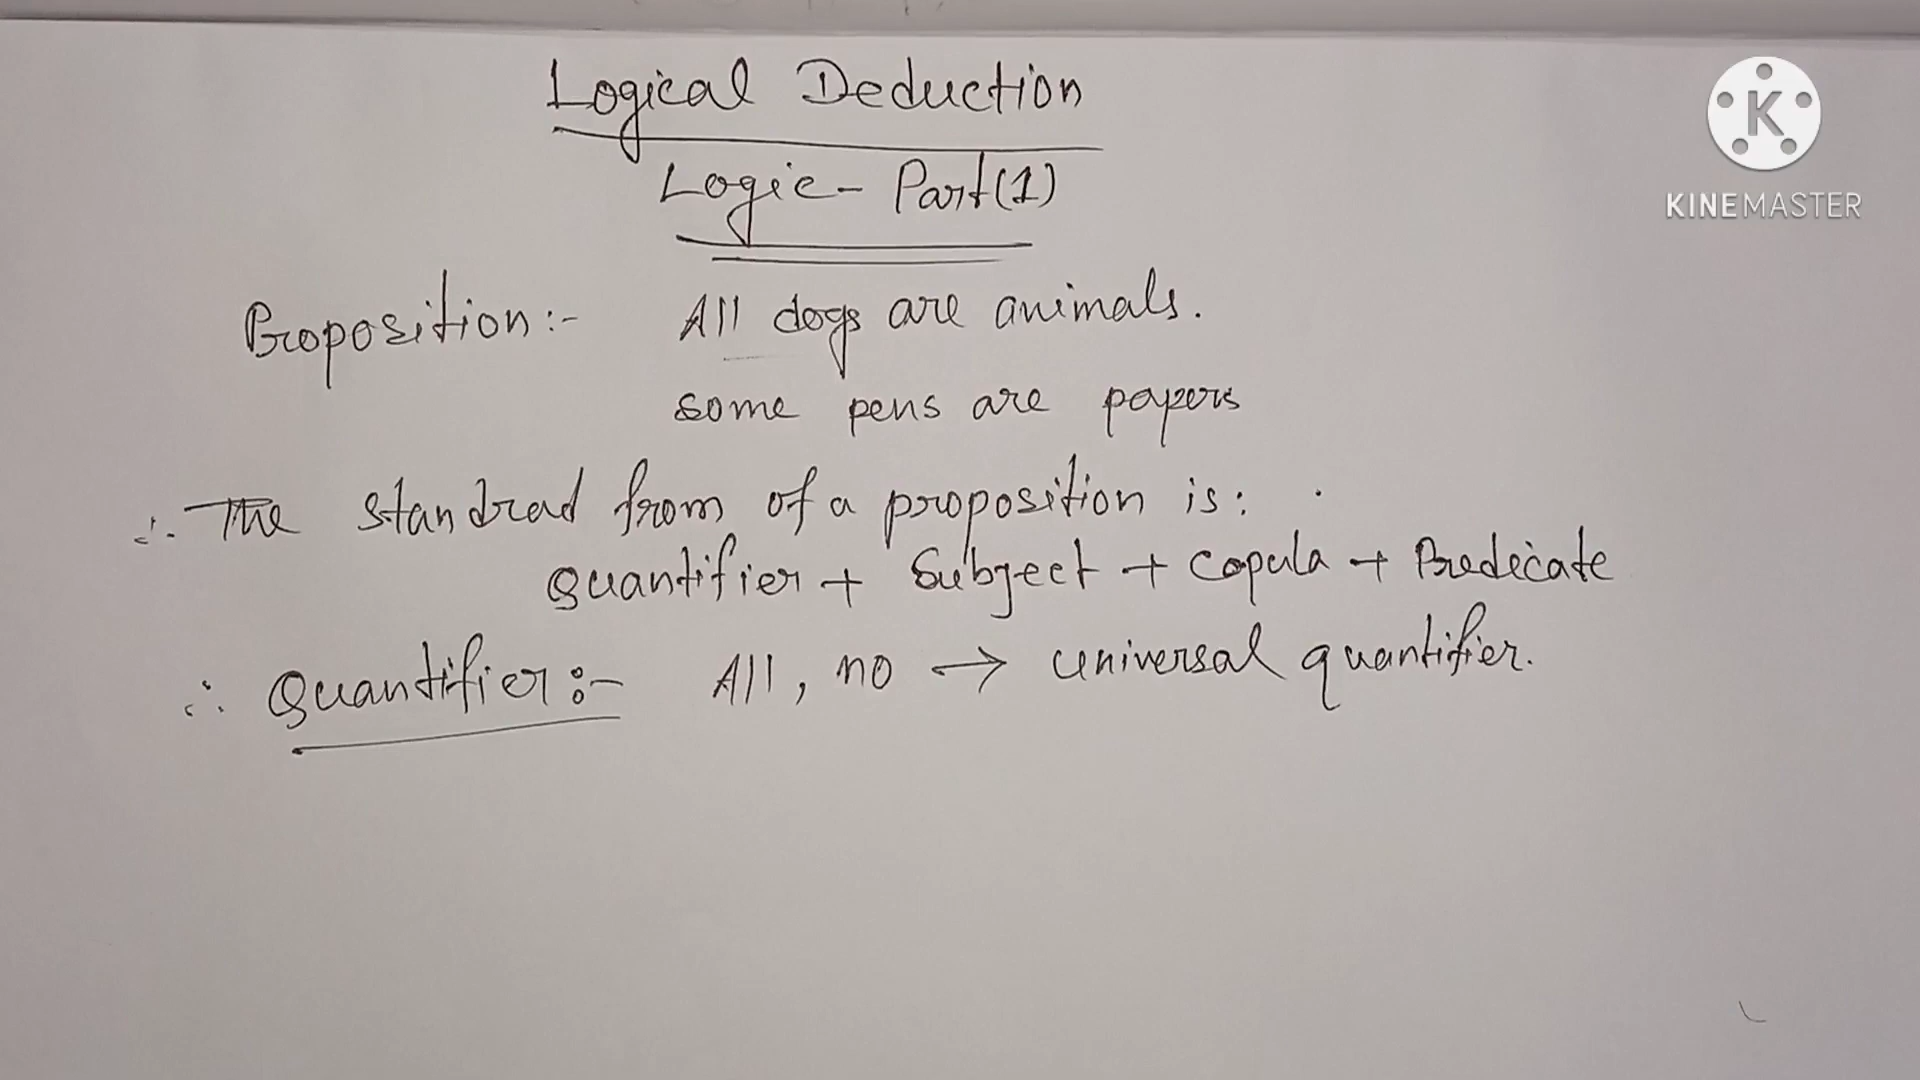 Logical Deduction
Logic - Part(1)
K
KINEMASTER
Proposition :- All dogs are animals.
some pens are papers
∴ The standrad from of a proposition is :
quantifier + Subject + copula + Predicate
∴ Quantifier :- All, no → universal quantifier.